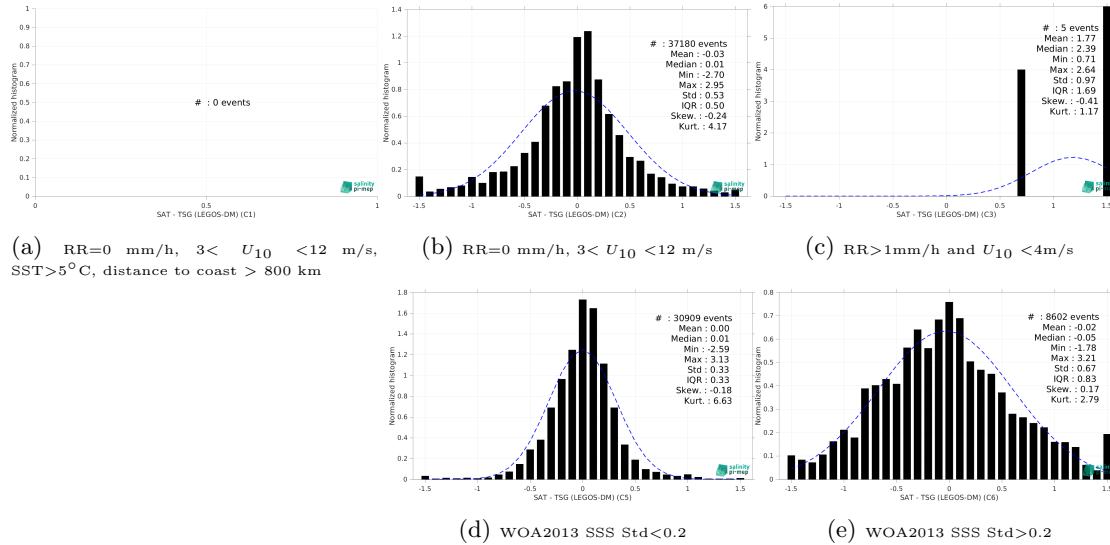 1
0.9
0.8
0.7
0.6
0.5
0.4
0.3
0.2
0.1
0
Normalized histogram
# : 0 events
salinity
pi-mep
0 0.5 1
SAT - TSG (LEGOS-DM) (C1)
(a) RR=0 mm/h, 3< U10 <12 m/s,
SST>5°C, distance to coast > 800 km
1.4
1.2
1
0.8
0.6
0.4
0.2
0
Normalized histogram
# : 37180 events
Mean : -0.03
Median : 0.01
Min : -2.70
Max : 2.95
Std : 0.53
IQR : 0.50
Skew. : -0.24
Kurt. : 4.17
salinity
pi-mep
-1.5 -1 -0.5 0 0.5 1 1.5
SAT - TSG (LEGOS-DM) (C2)
(b) RR=0 mm/h, 3< U10 <12 m/s
6
5
4
3
2
1
0
Normalized histogram
# : 5 events
Mean : 1.77
Median : 2.39
Min : 0.71
Max : 2.64
Std : 0.97
IQR : 1.69
Skew. : -0.41
Kurt. : 1.17
-1.5 -1 -0.5 0 0.5 1 1.5
SAT - TSG (LEGOS-DM) (C3)
(c) RR>1mm/h and U10 <4m/s
1.8
1.6
1.4
1.2
1
0.8
0.6
0.4
0.2
0
Normalized histogram
# : 30909 events
Mean : 0.00
Median : 0.01
Min : -2.59
Max : 3.13
Std : 0.33
IQR : 0.33
Skew. : -0.18
Kurt. : 6.63
salinity
pi-mep
-1.5 -1 -0.5 0 0.5 1 1.5
SAT - TSG (LEGOS-DM) (C5)
(d) WOA2013 SSS Std<0.2
0.8
0.7
0.6
0.5
0.4
0.3
0.2
0.1
0
Normalized histogram
# : 8602 events
Mean : -0.02
Median : -0.05
Min : -1.78
Max : 3.21
Std : 0.67
IQR : 0.83
Skew. : 0.17
Kurt. : 2.79
-1.5 -1 -0.5 0 0.5 1 1.5
SAT - TSG (LEGOS-DM) (C6)
(e) WOA2013 SSS Std>0.2